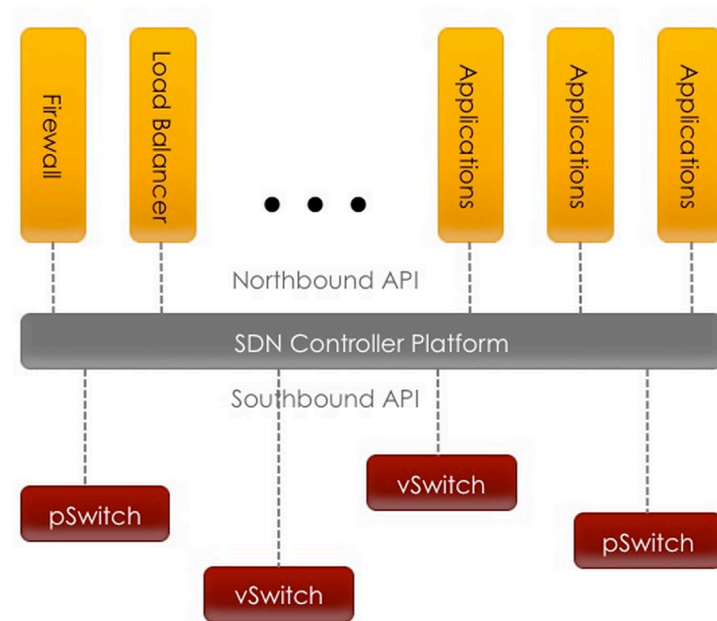 Firewall
Load Balancer
Applications
Applications
Applications
Northbound API
SDN Controller Platform
Southbound API
vSwitch
pSwitch
pSwitch
vSwitch